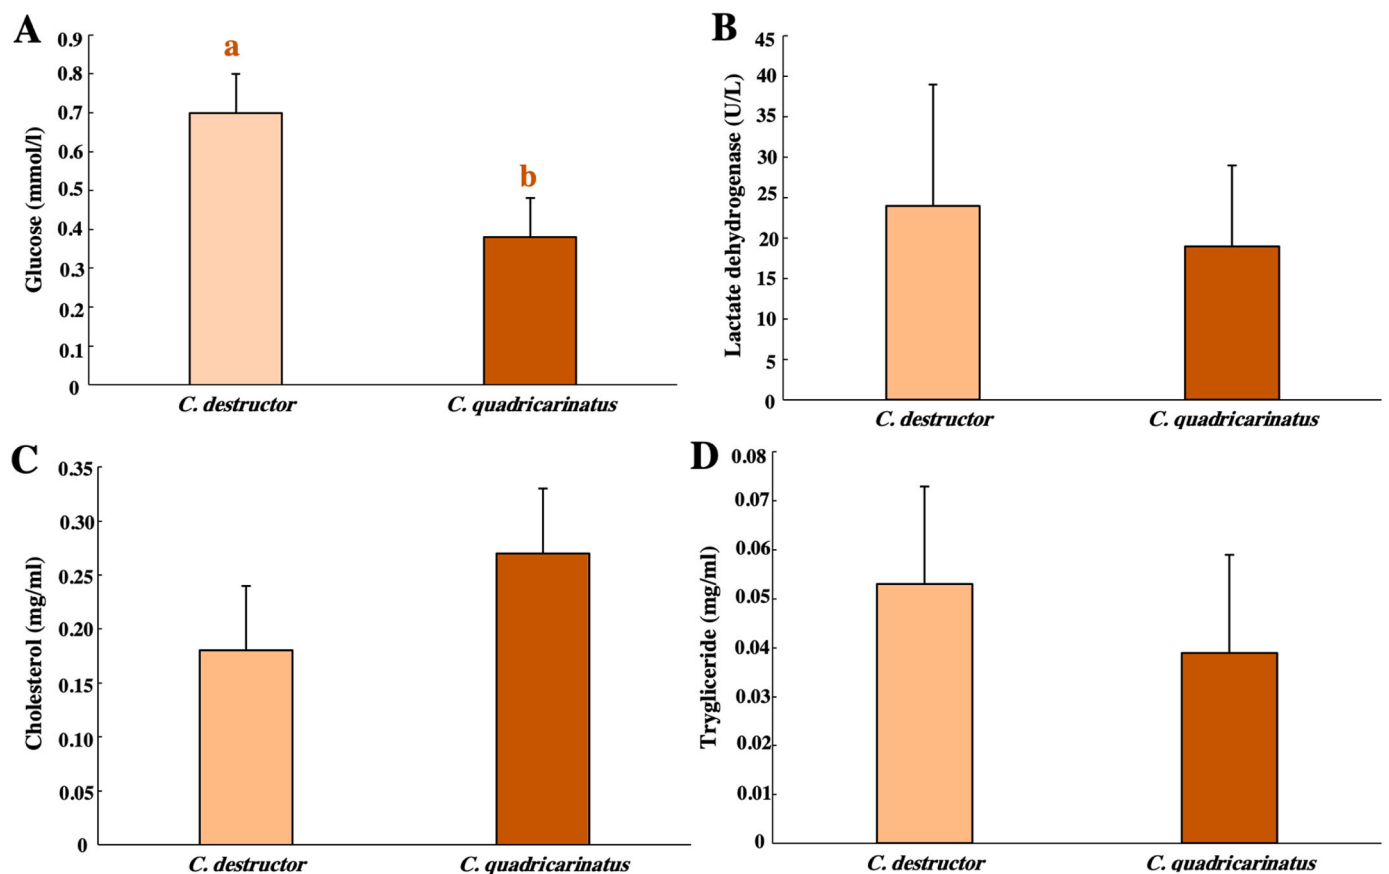 A
Glucose (mmol/l)
0.9
0.8
0.7
0.6
0.5
0.4
0.3
0.2
0.1
0
a
b
C. destructor
C. quadricarinatus
B
Lactate dehydrogenase (U/L)
45
40
35
30
25
20
15
10
5
0
C. destructor
C. quadricarinatus
C
Cholesterol (mg/ml)
0.35
0.30
0.25
0.20
0.15
0.10
0.05
0
C. destructor
C. quadricarinatus
D
Trygliceride (mg/ml)
0.08
0.07
0.06
0.05
0.04
0.03
0.02
0.01
0
C. destructor
C. quadricarinatus